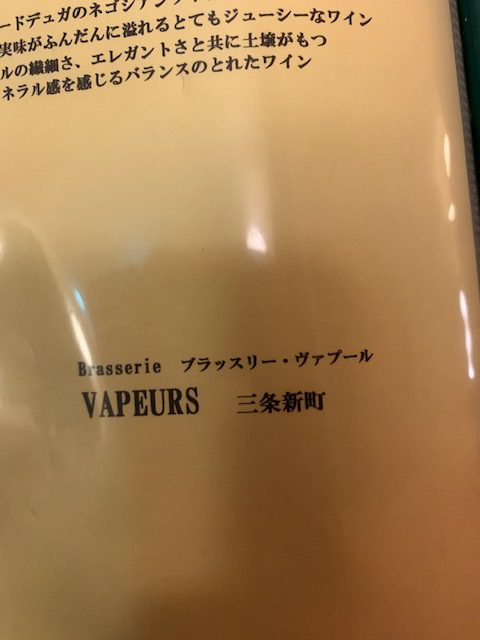 ードデュガのネゴシアン
実味がふんだんに溢れるとてもジューシーなワイン
ルの繊細さ、エレガントさと共に土壌がもつ
ネラル感を感じるバランスのとれたワイン
Brasserie ブラッスリー・ヴァプール
VAPEURS 三条新町